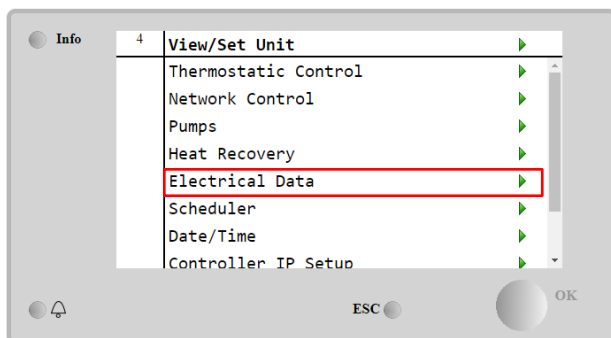 Info
4 View/Set Unit
Thermostatic Control
Network Control
Pumps
Heat Recovery
Electrical Data
Scheduler
Date/Time
Controller IP Setup
ESC
OK